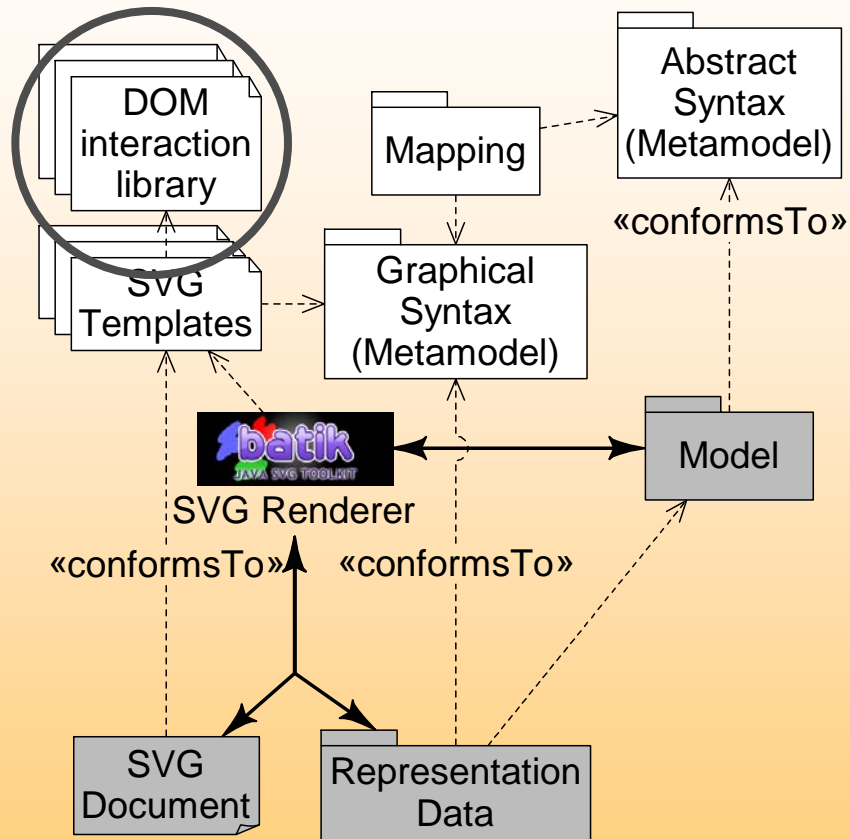 DOM
interaction
library
Abstract
Syntax
(Metamodel)
Mapping
«conformsTo»
SVG
Templates
Graphical
Syntax
(Metamodel)
batik
JAVA SVG TOOLKIT
SVG Renderer
Model
«conformsTo»
«conformsTo»
SVG
Document
Representation
Data